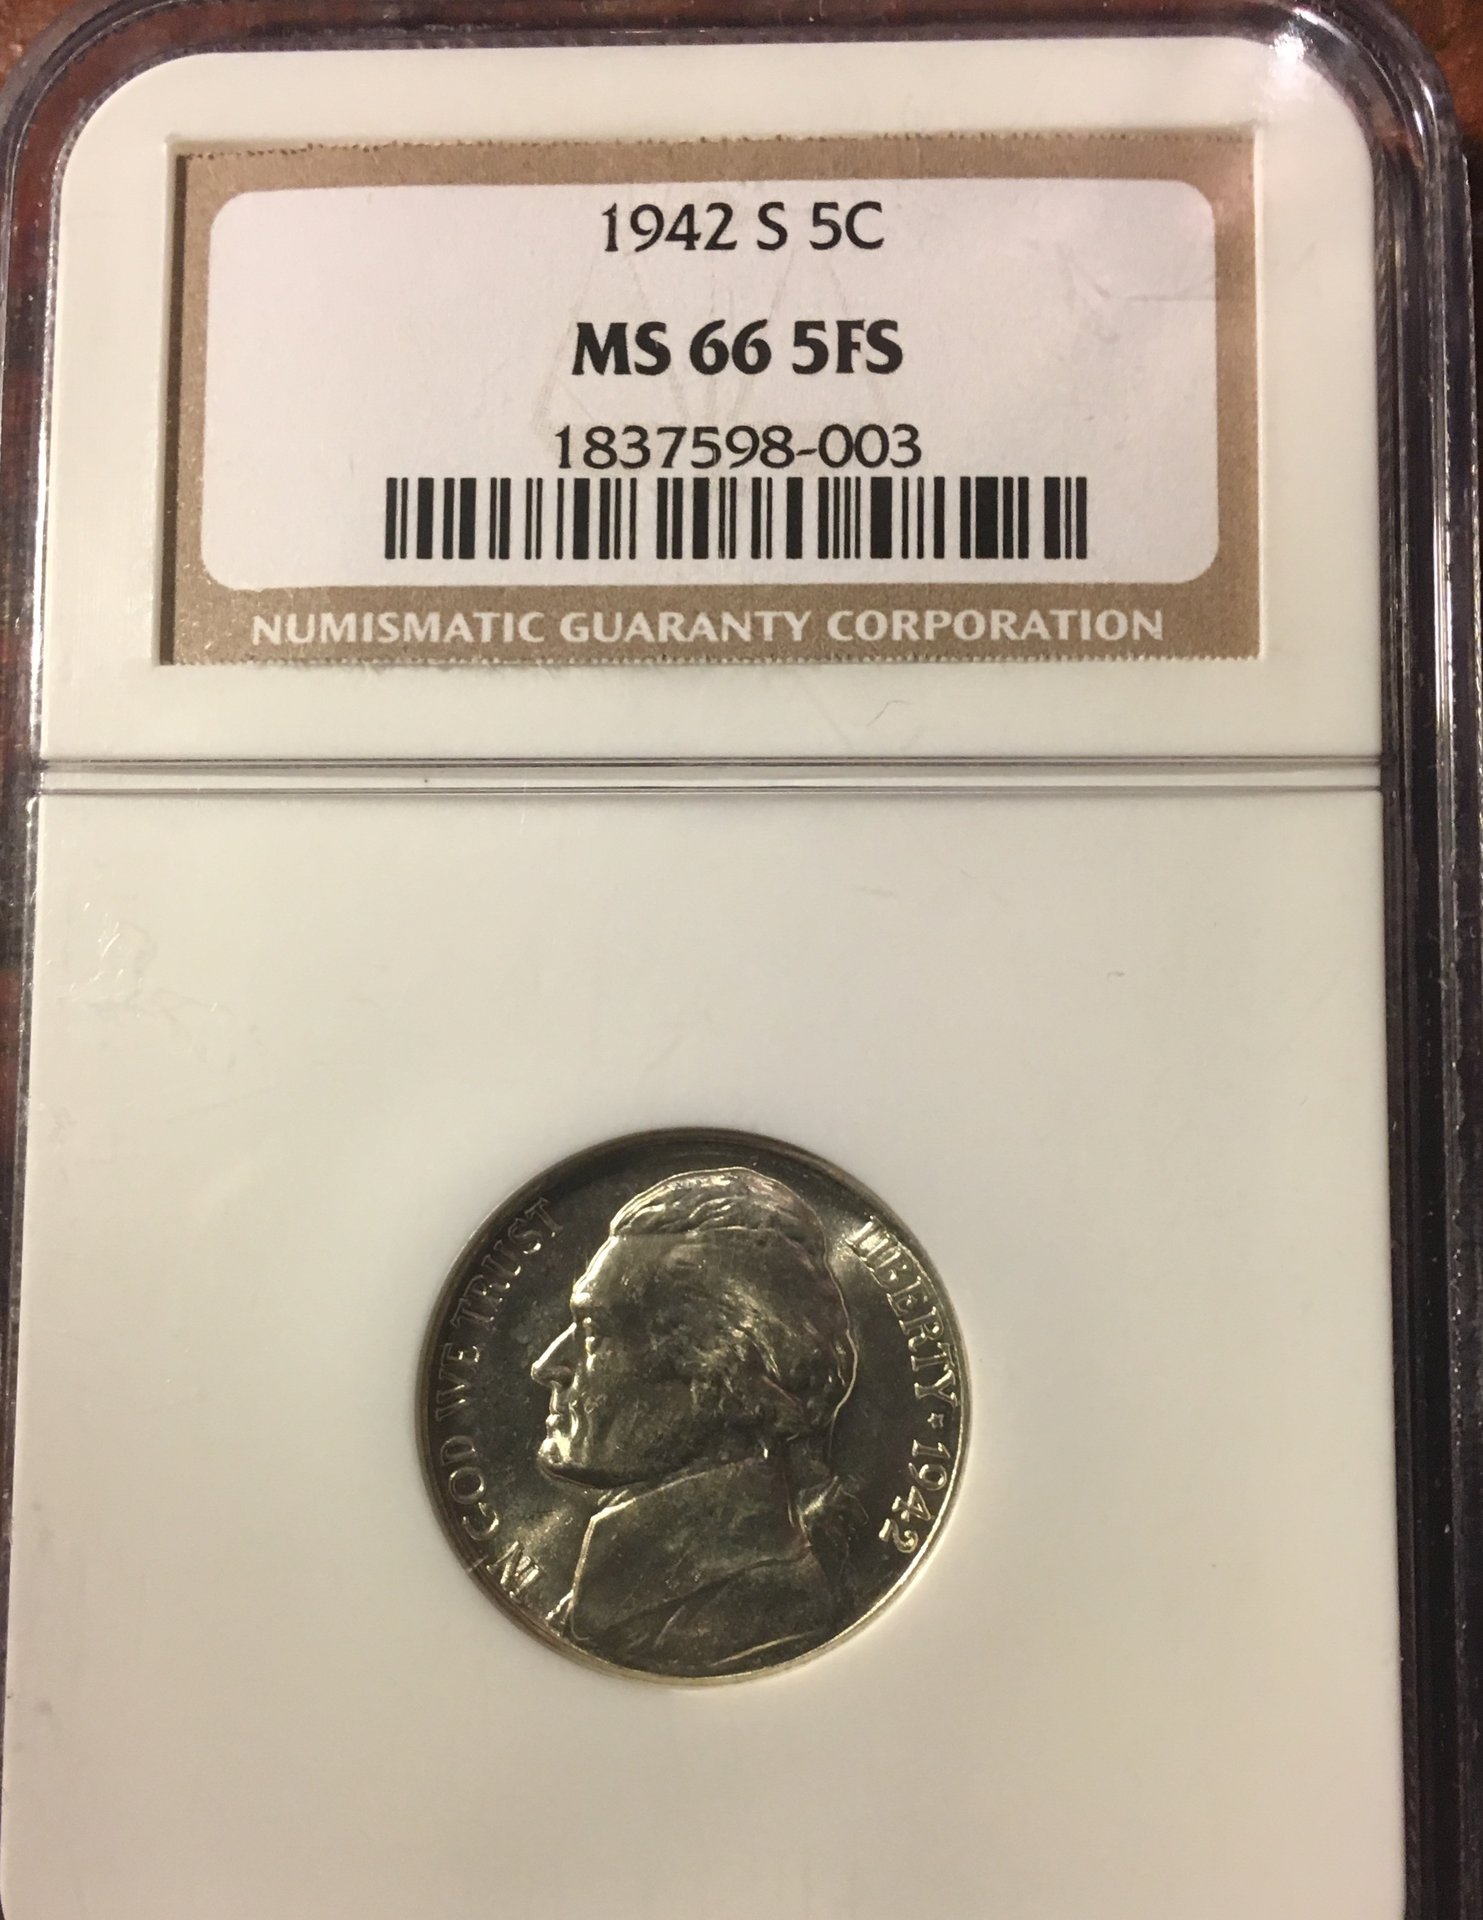 1942 S 5C
MS 66 5FS
1837598-003
NUMISMATIC GUARANTY CORPORATION
IN GOD WE TRUST
LIBERTY ★ 1942